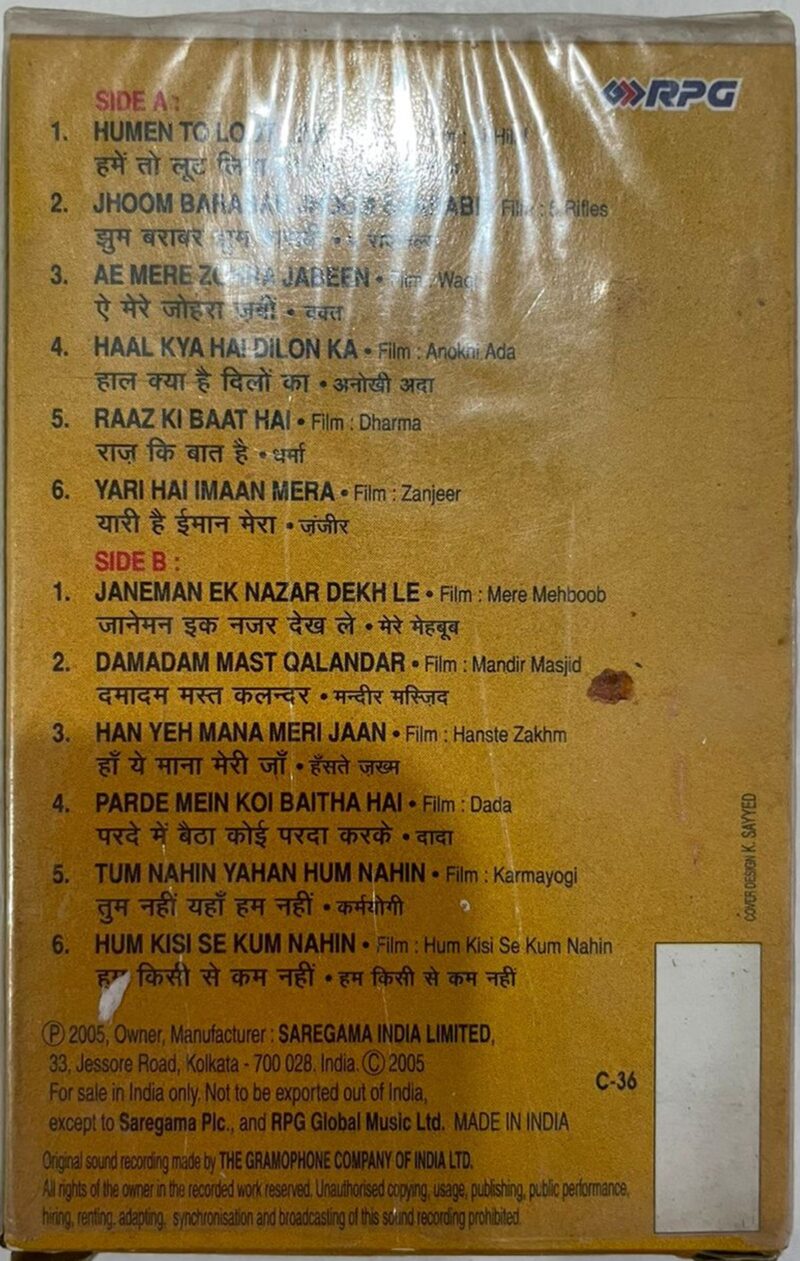 RPG
SIDE A :
1. HUMEN TO
हमें तो लूट
2. JHOOM
झुम बराबर झुम
3. AE MERE JABEEN •
ऐ मेरे जोहरा ज़बीं • वक्त
4. HAAL KYA HAI DILON KA • Film : Anokhi Ada
हाल क्या है दिलों का • अनोखी अदा
5. RAAZ KI BAAT HAI • Film : Dharma
राज़ कि बात है • धर्मा
6. YARI HAI IMAAN MERA • Film : Zanjeer
यारी है ईमान मेरा • ज़ंजीर
SIDE B :
1. JANEMAN EK NAZAR DEKH LE • Film : Mere Mehboob
जानेमन इक नजर देख ले • मेरे मेहबूब
2. DAMADAM MAST QALANDAR • Film : Mandir Masjid
दमादम मस्त कलन्दर • मन्दीर मस्जिद
3. HAN YEH MANA MERI JAAN • Film : Hanste Zakhm
हाँ ये माना मेरी जाँ • हँसते ज़ख्म
4. PARDE MEIN KOI BAITHA HAI • Film : Dada
परदे में बैठा कोई परदा करके • दादा
5. TUM NAHIN YAHAN HUM NAHIN • Film : Karmayogi
तुम नहीं यहाँ हम नहीं • कर्मयोगी
6. HUM KISI SE KUM NAHIN • Film : Hum Kisi Se Kum Nahin
हम किसी से कम नहीं • हम किसी से कम नहीं
COVER DESIGN K. SAYYED
Ⓟ 2005, Owner, Manufacturer : SAREGAMA INDIA LIMITED,
33, Jessore Road, Kolkata - 700 028. India. Ⓒ 2005
For sale in India only. Not to be exported out of India,
except to Saregama Plc., and RPG Global Music Ltd. MADE IN INDIA
C-36
Original sound recording made by THE GRAMOPHONE COMPANY OF INDIA LTD.
All rights of the owner in the recorded work reserved. Unauthorised copying, usage, publishing, public performance,
hiring, renting, adapting, synchronisation and broadcasting of this sound recording prohibited.